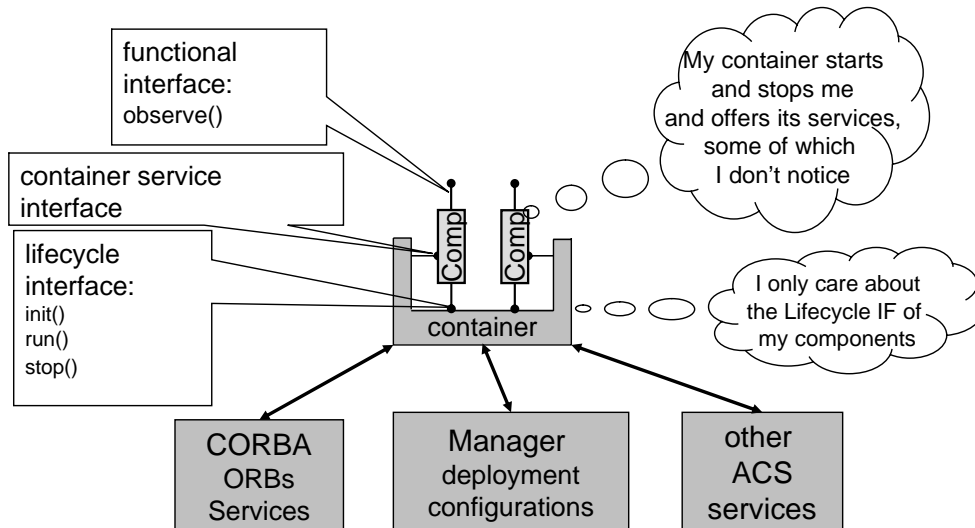 functional
interface:
observe()
container service
interface
lifecycle
interface:
init()
run()
stop()
My container starts
and stops me
and offers its services,
some of which
I don't notice
Comp
Comp
container
I only care about
the Lifecycle IF of
my components
CORBA
ORBs
Services
Manager
deployment
configurations
other
ACS
services